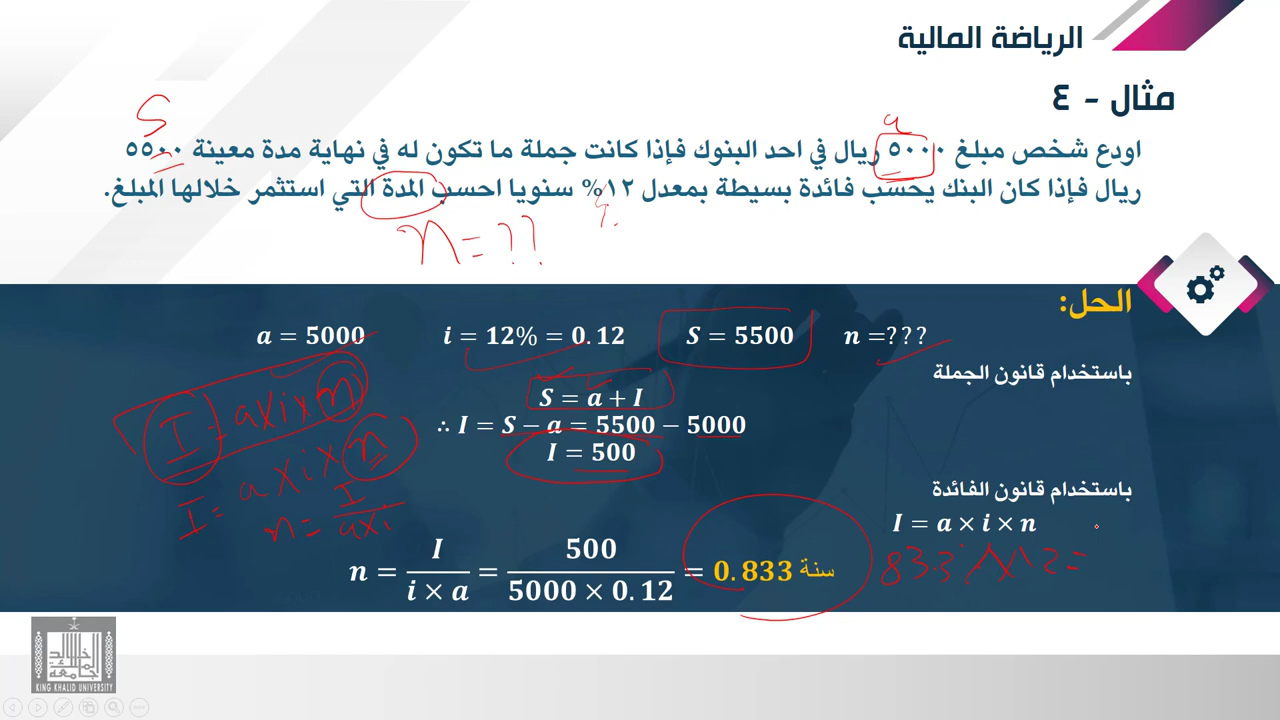 الرياضة المالية
مثال - ٤
S
a
اودع شخص مبلغ ٥٠٠٠ ريال في احد البنوك فإذا كانت جملة ما تكون له في نهاية مدة معينة ٥٥٠٠
ريال فإذا كان البنك يحسب فائدة بسيطة بمعدل ١٢% سنويا احسب المدة التي استثمر خلالها المبلغ.
n = ??
الحل:
a = 5000 i = 12% = 0.12 S = 5500 n =???
باستخدام قانون الجملة
S = a + I
∴ I = S − a = 5500 − 5000
I = 500
I = a x i x n
I = a x i x n
n = I / a x i
باستخدام قانون الفائدة
I = a × i × n
n = I / (i × a) = 500 / (5000 × 0.12) = 0.833 سنة
KING KHALID UNIVERSITY